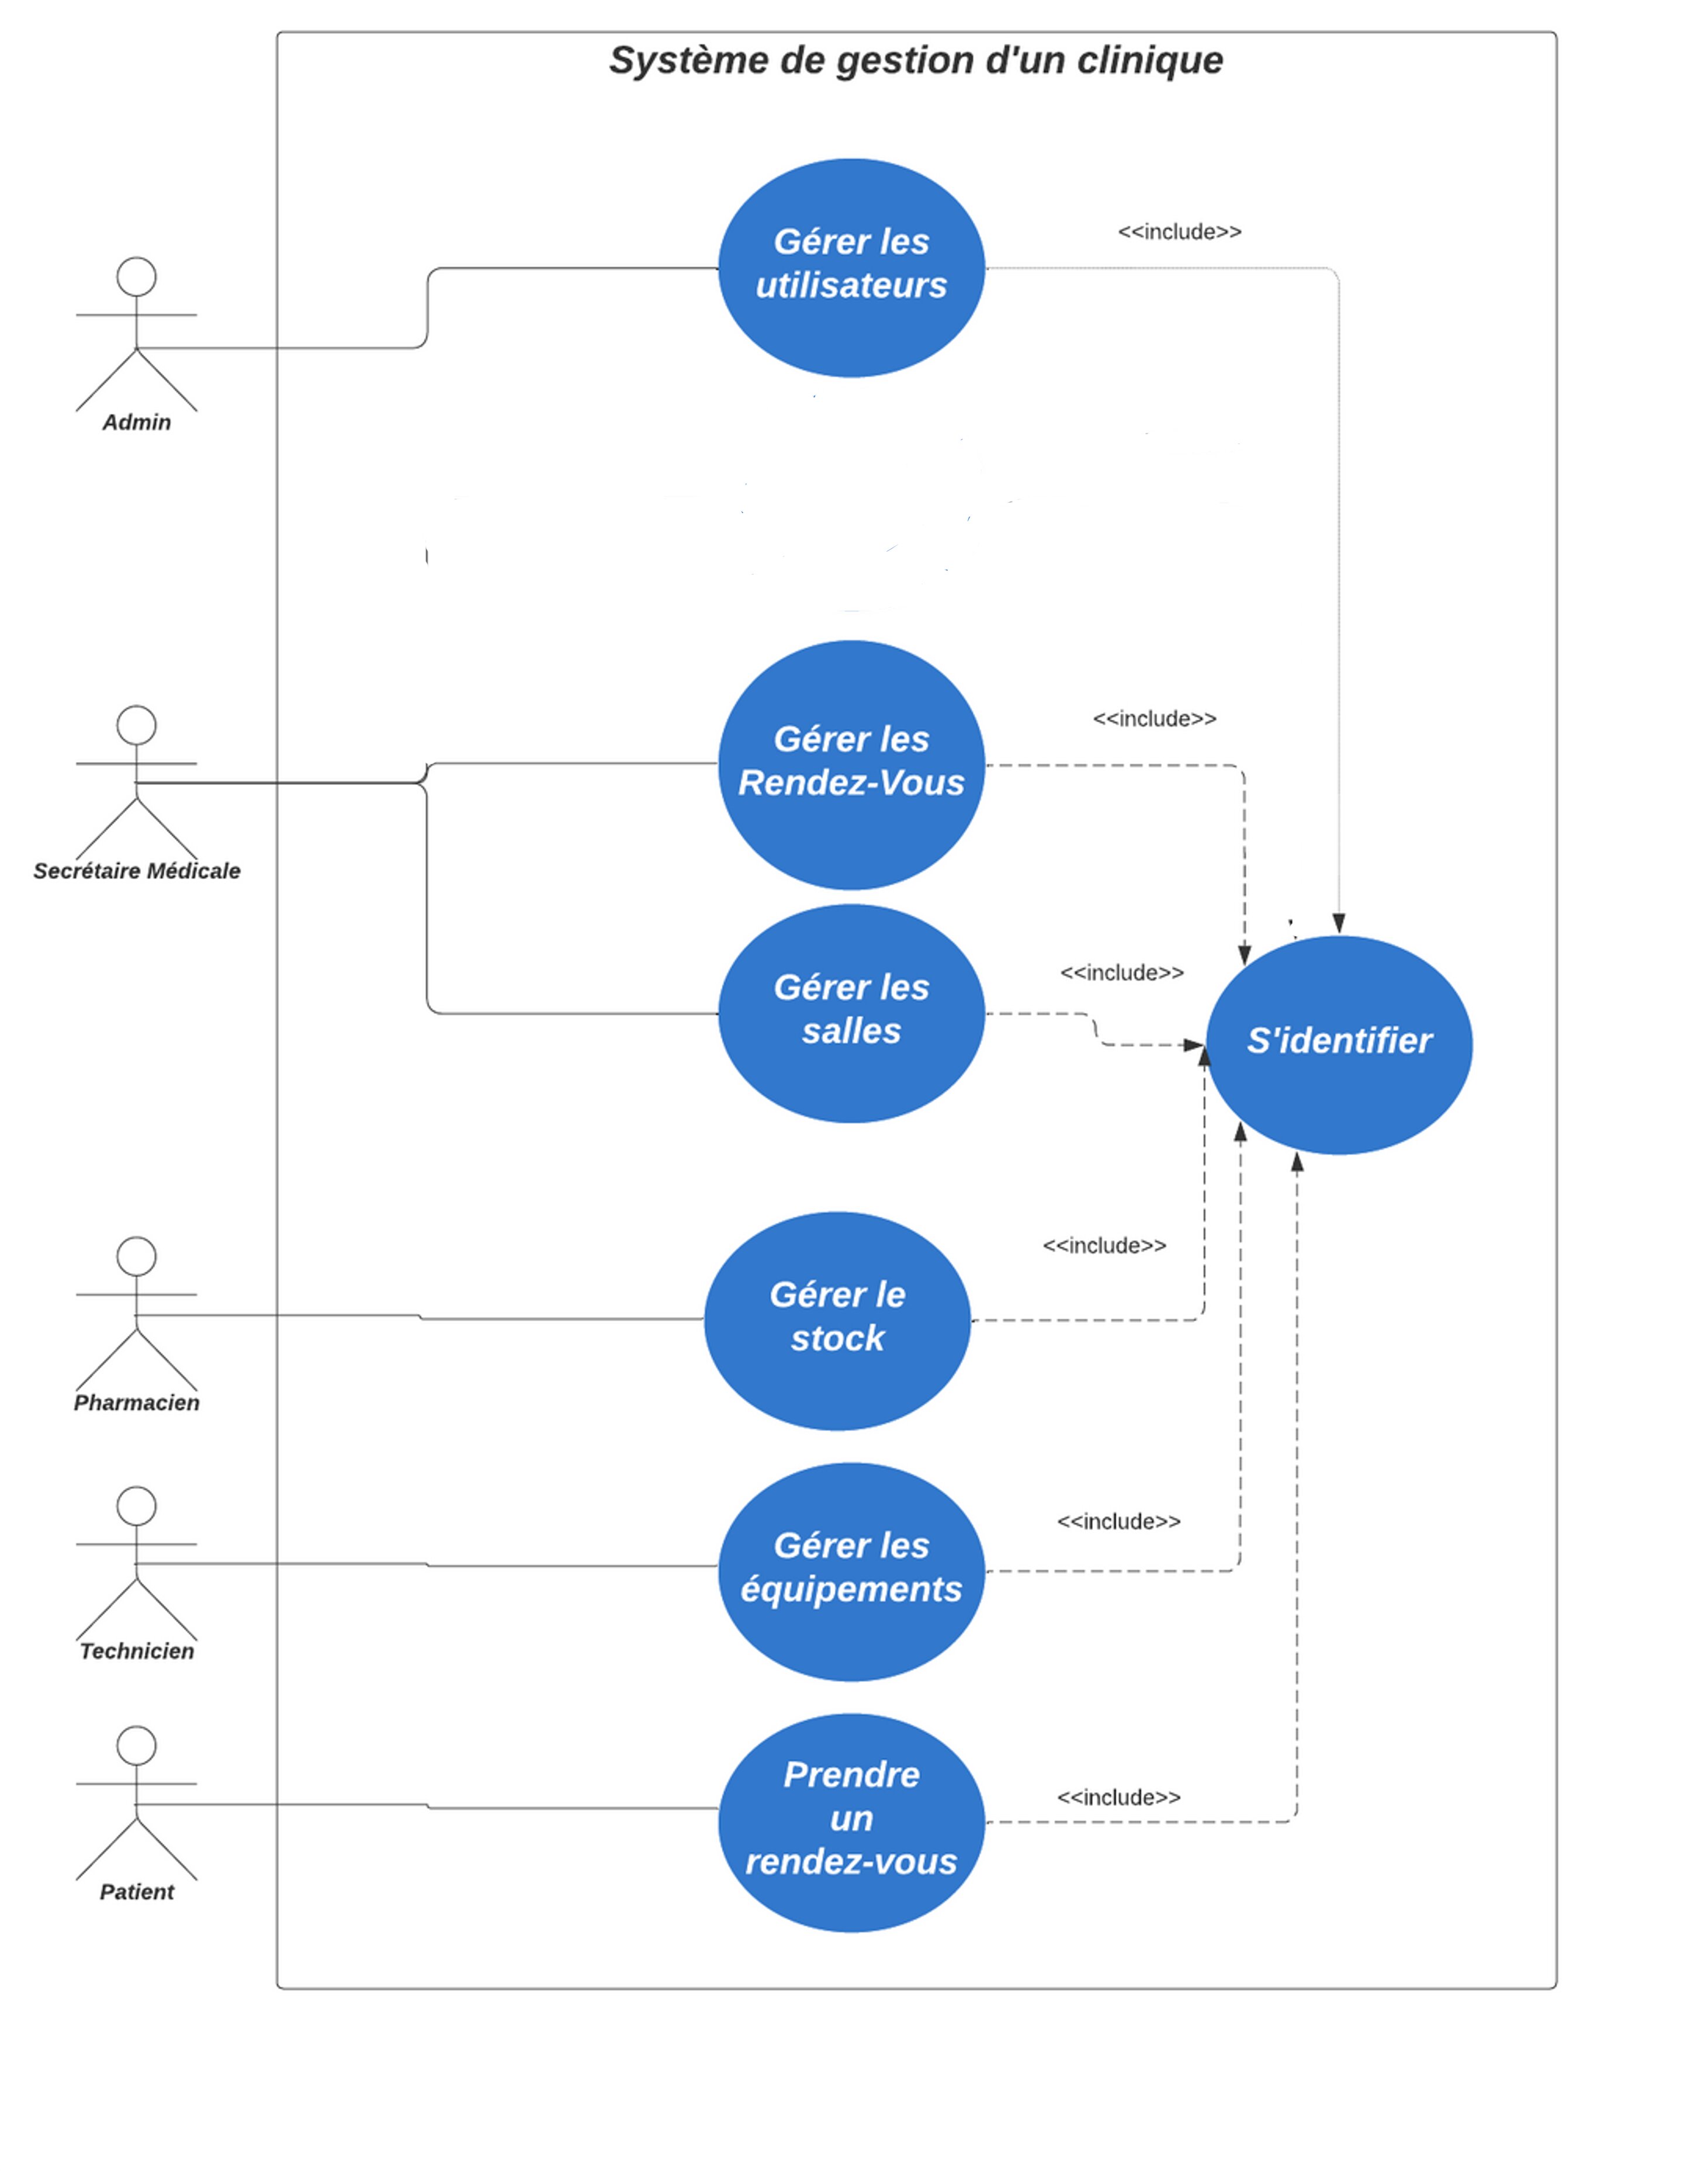 Système de gestion d'un clinique
Gérer les
utilisateurs
<<include>>
Admin
Gérer les
Rendez-Vous
<<include>>
Secrétaire Médicale
Gérer les
salles
<<include>>
S'identifier
Gérer le
stock
<<include>>
Pharmacien
Gérer les
équipements
<<include>>
Technicien
Prendre
un
rendez-vous
<<include>>
Patient